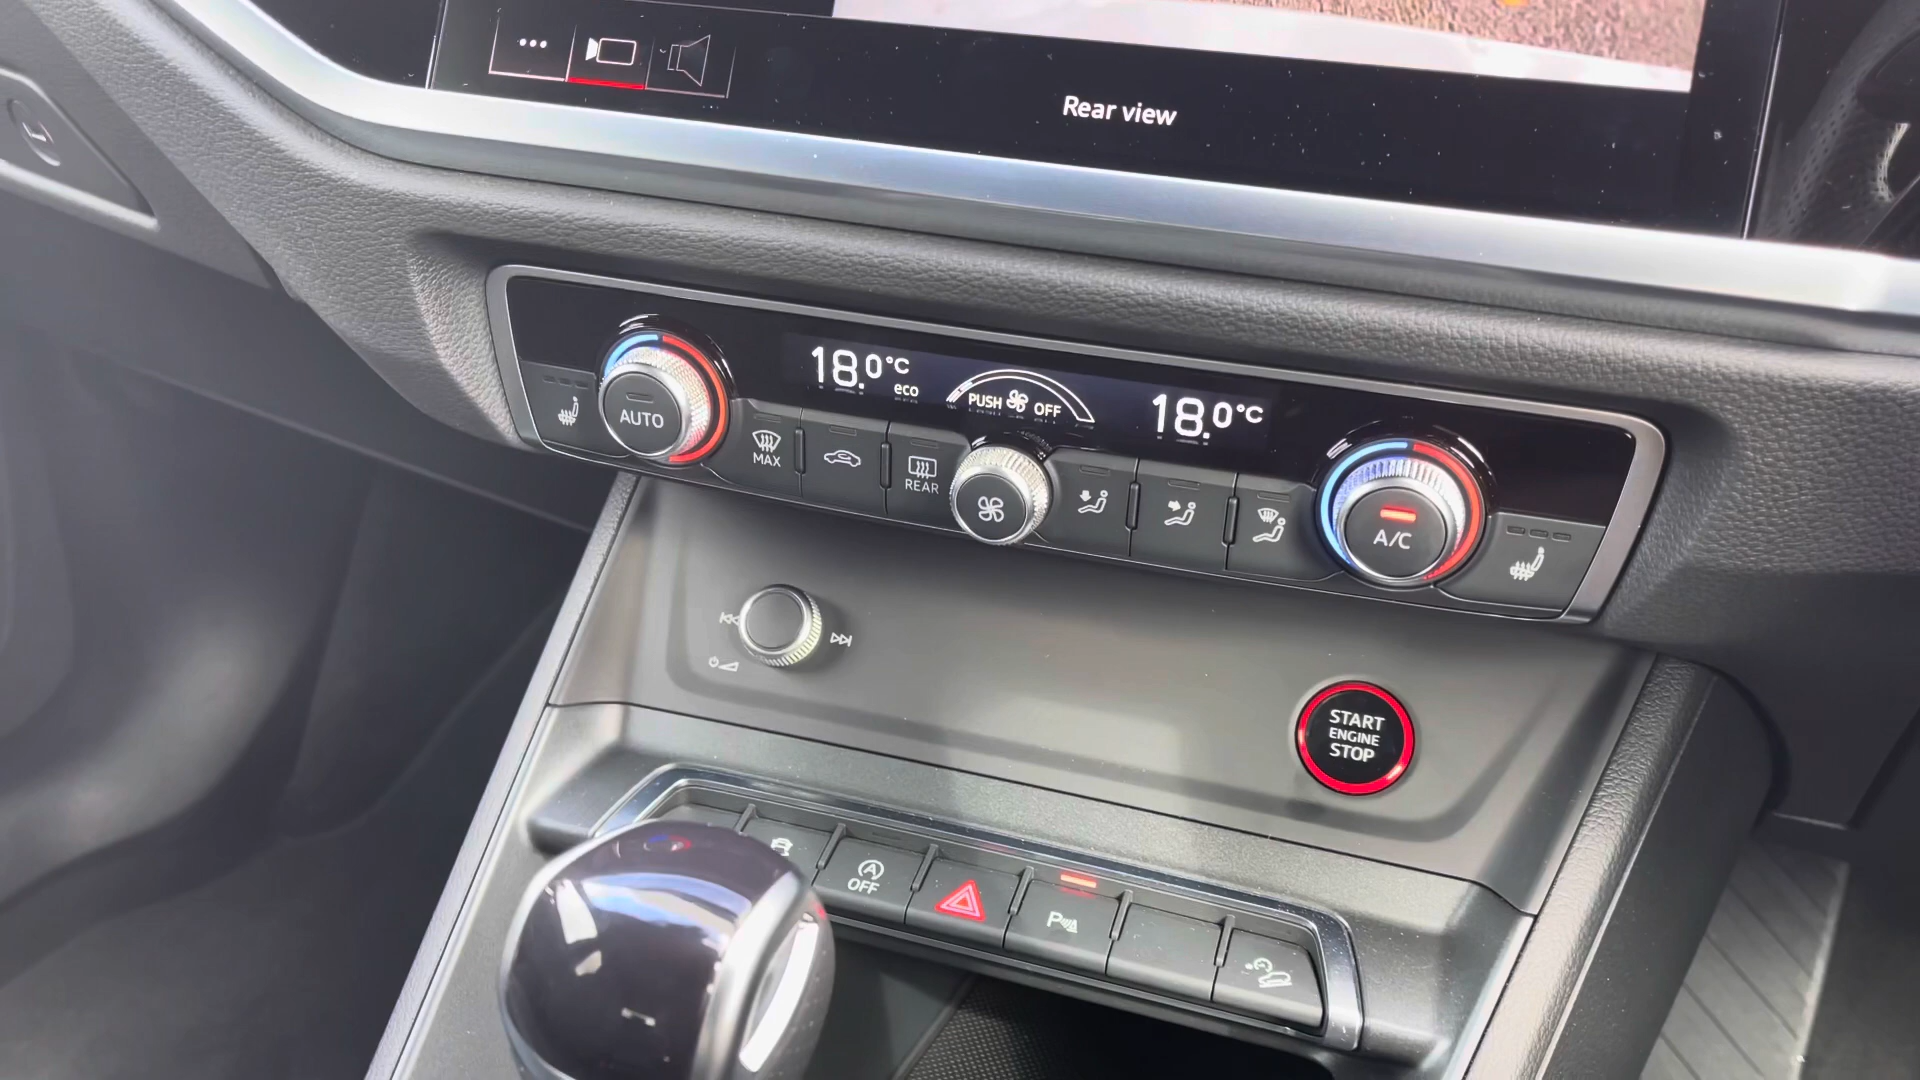 Rear view
18.0°C
eco
PUSH OFF
18.0°C
AUTO
MAX
REAR
A/C
START
ENGINE
STOP
A
OFF
P